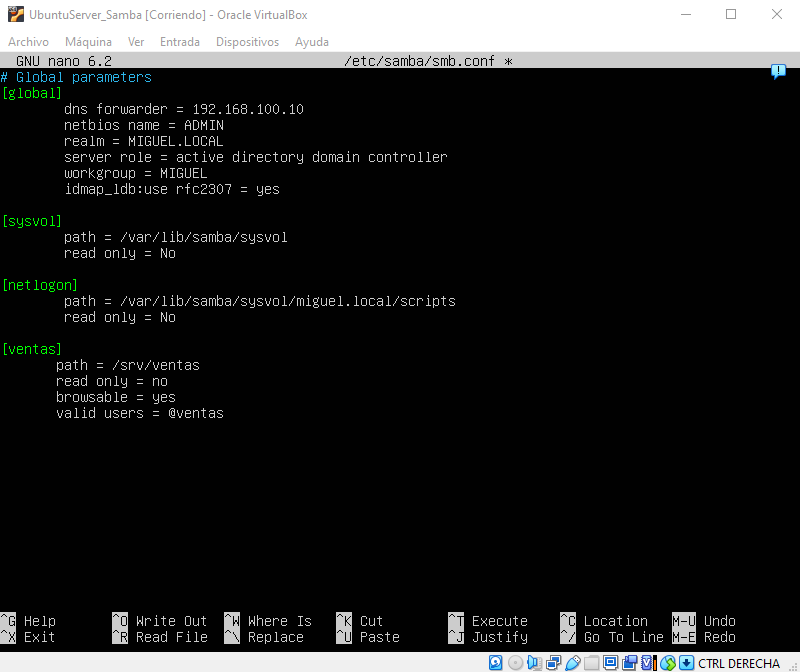 UbuntuServer_Samba [Corriendo] - Oracle VirtualBox
Archivo Máquina Ver Entrada Dispositivos Ayuda
GNU nano 6.2 /etc/samba/smb.conf *
# Global parameters
[global]
dns forwarder = 192.168.100.10
netbios name = ADMIN
realm = MIGUEL.LOCAL
server role = active directory domain controller
workgroup = MIGUEL
idmap_ldb:use rfc2307 = yes
[sysvol]
path = /var/lib/samba/sysvol
read only = No
[netlogon]
path = /var/lib/samba/sysvol/miguel.local/scripts
read only = No
[ventas]
path = /srv/ventas
read only = no
browsable = yes
valid users = @ventas
^G Help ^O Write Out ^W Where Is ^K Cut ^T Execute ^C Location M-U Undo
^X Exit ^R Read File ^\ Replace ^U Paste ^J Justify ^/ Go To Line M-E Redo
CTRL DERECHA